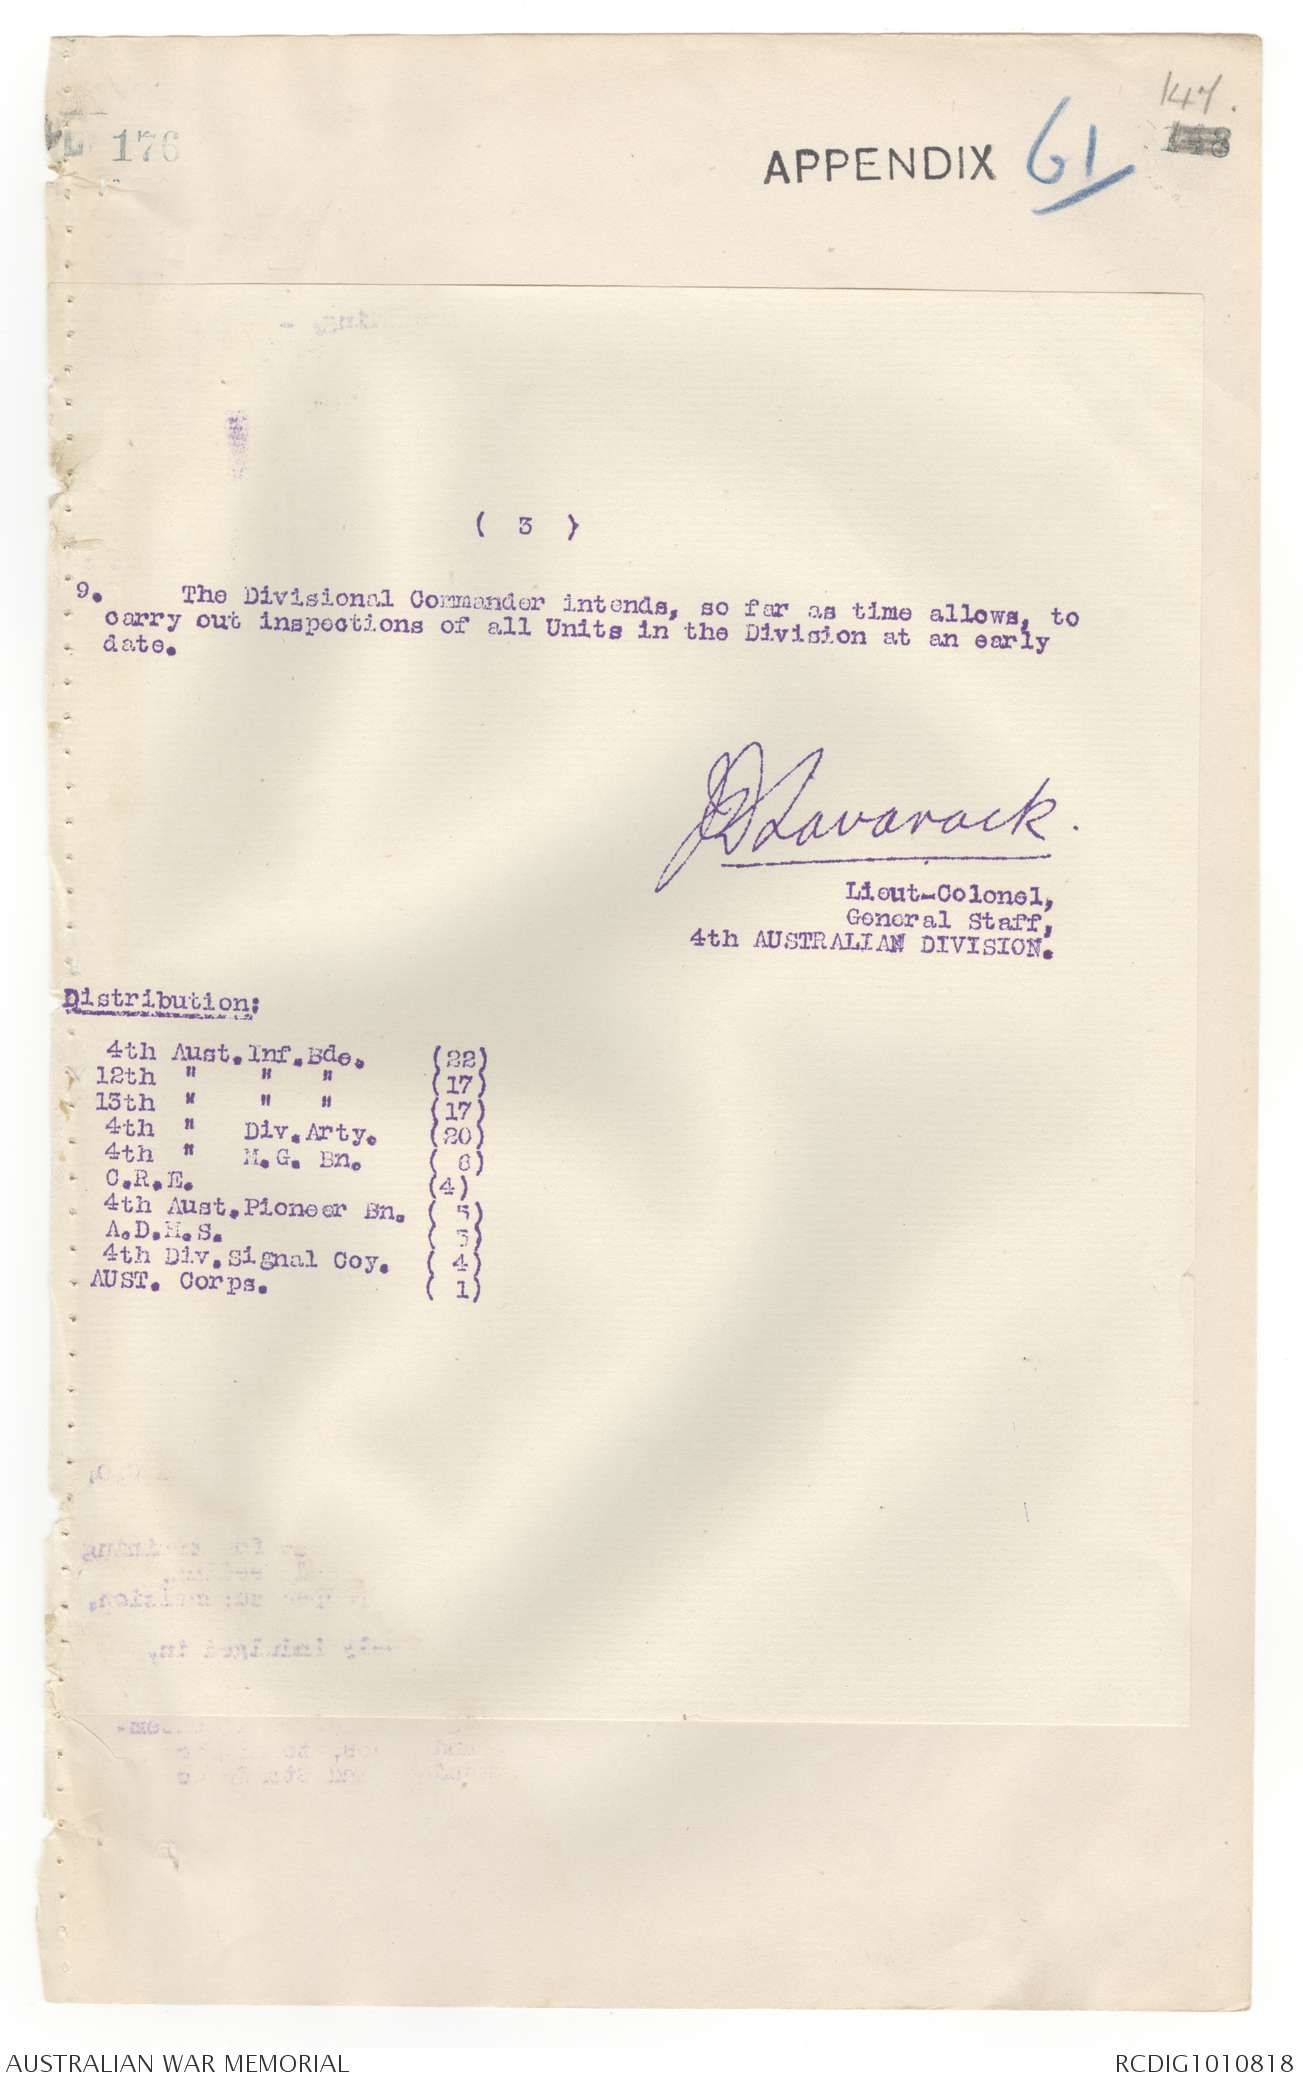 147.
176
148
APPENDIX 61
( 3 )
9. The Divisional Commander intends, so far as time allows, to
carry out inspections of all Units in the Division at an early
date.
JDLavarack.
Lieut-Colonel,
General Staff,
4th AUSTRALIAN DIVISION.
Distribution:
4th Aust.Inf.Bde. (22)
12th " " " (17)
13th " " " (17)
4th " Div.Arty. (20)
4th " M.G. Bn. ( 6)
C.R.E. (4)
4th Aust.Pioneer Bn. ( 5)
A.D.M.S. ( 3)
4th Div.Signal Coy. ( 4)
AUST. Corps. ( 1)
AUSTRALIAN WAR MEMORIAL
RCDIG1010818